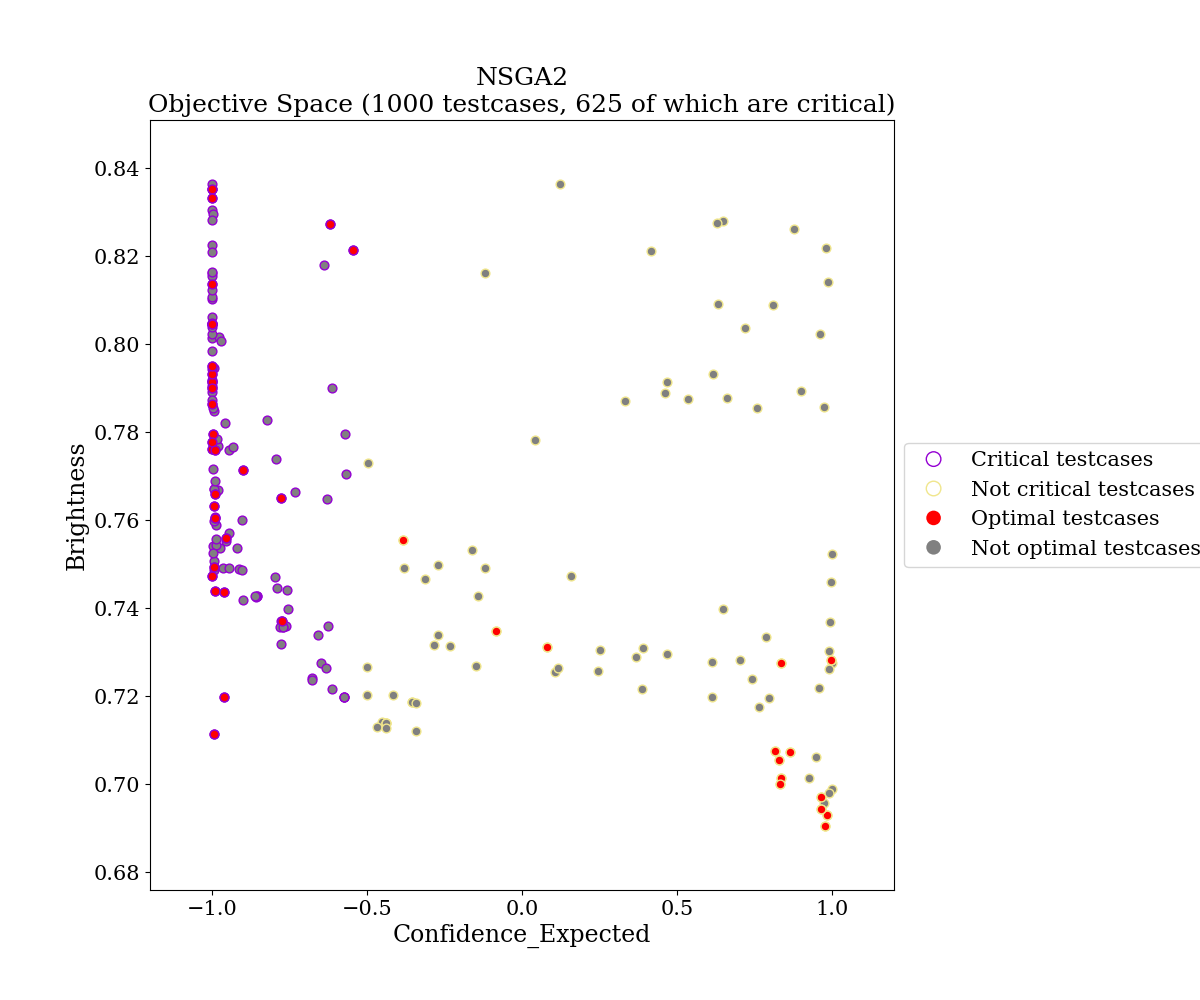 NSGA2
Objective Space (1000 testcases, 625 of which are critical)
0.84
0.82
0.80
0.78
0.76
0.74
0.72
0.70
0.68
Brightness
−1.0
−0.5
0.0
0.5
1.0
Confidence_Expected
Critical testcases
Not critical testcases
Optimal testcases
Not optimal testcases